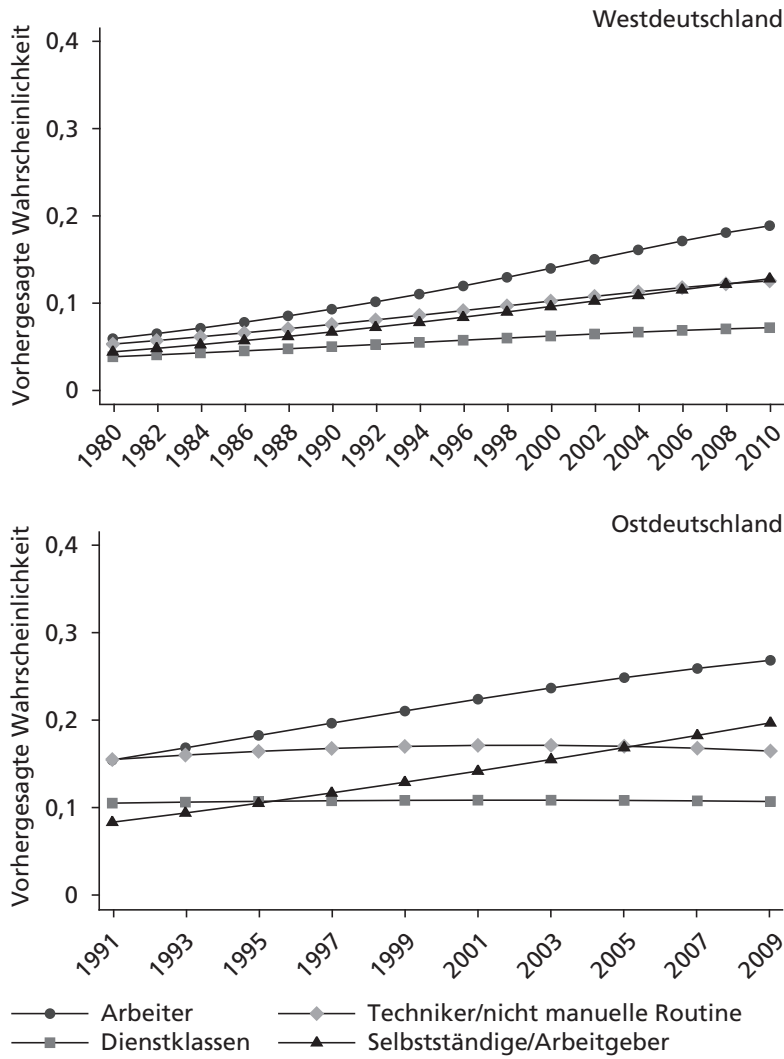 Westdeutschland
Vorhergesagte Wahrscheinlichkeit
0,4
0,3
0,2
0,1
0
1980 1982 1984 1986 1988 1990 1992 1994 1996 1998 2000 2002 2004 2006 2008 2010
Ostdeutschland
Vorhergesagte Wahrscheinlichkeit
0,4
0,3
0,2
0,1
0
1991 1993 1995 1997 1999 2001 2003 2005 2007 2009
Arbeiter Techniker/nicht manuelle Routine
Dienstklassen Selbstständige/Arbeitgeber